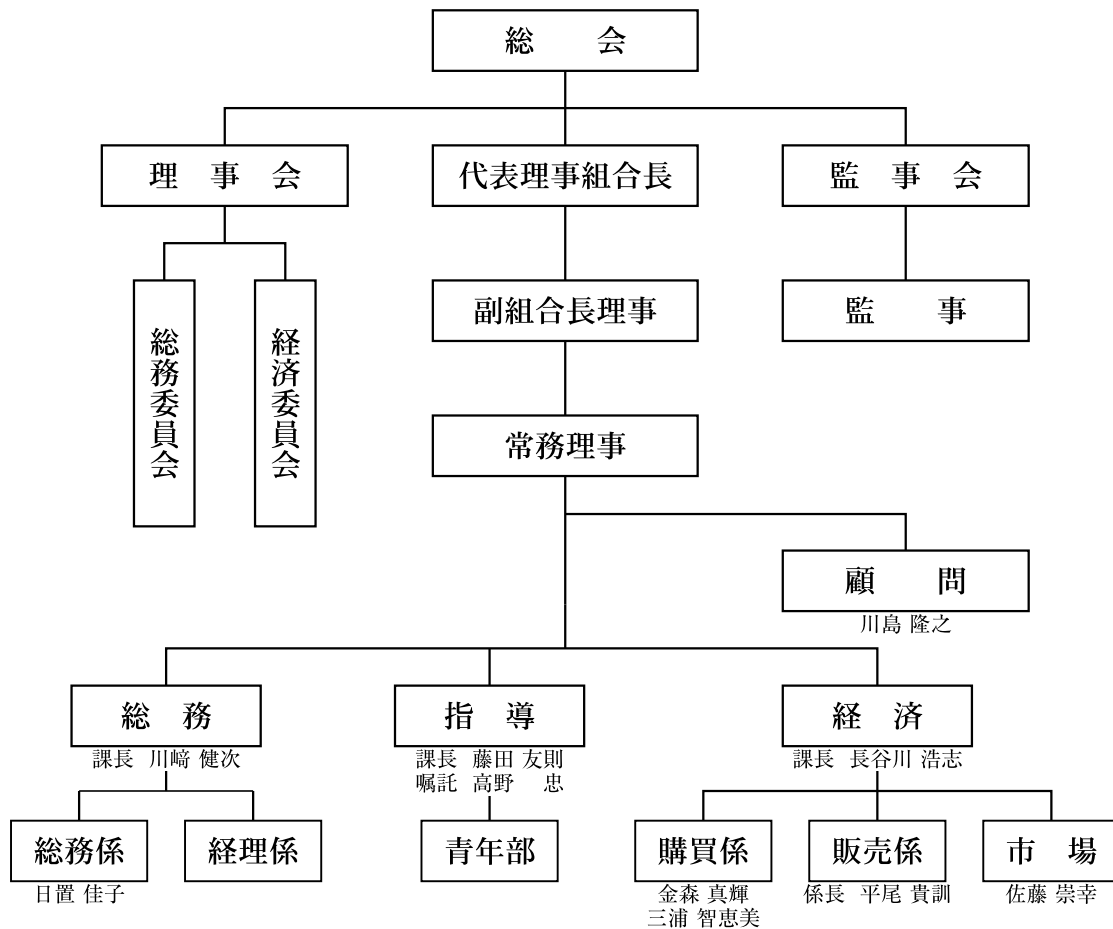 総　会
理　事　会
代表理事組合長
監　事　会
副組合長理事
監　事
総務委員会
経済委員会
常務理事
顧　問
川島 隆之
総　務
課長 川﨑 健次
指　導
課長 藤田 友則
嘱託 高野　忠
経　済
課長 長谷川 浩志
総務係
日置 佳子
経理係
青年部
購買係
金森 真輝
三浦 智恵美
販売係
係長 平尾 貴訓
市　場
佐藤 崇幸